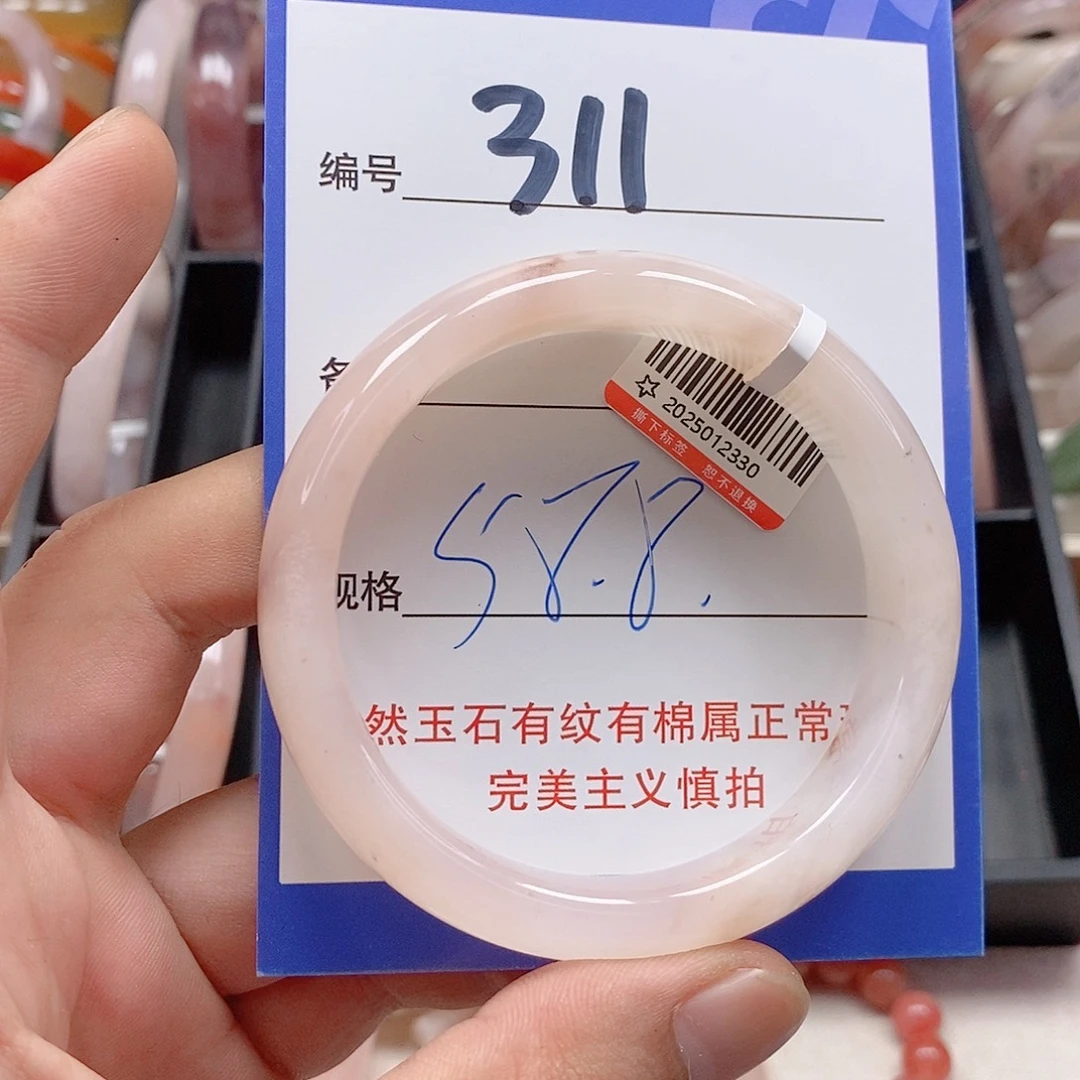 编号 311
2025012330
撕下标签 恕不退换
规格 58.8.
然玉石有纹有棉属正常
完美主义慎拍